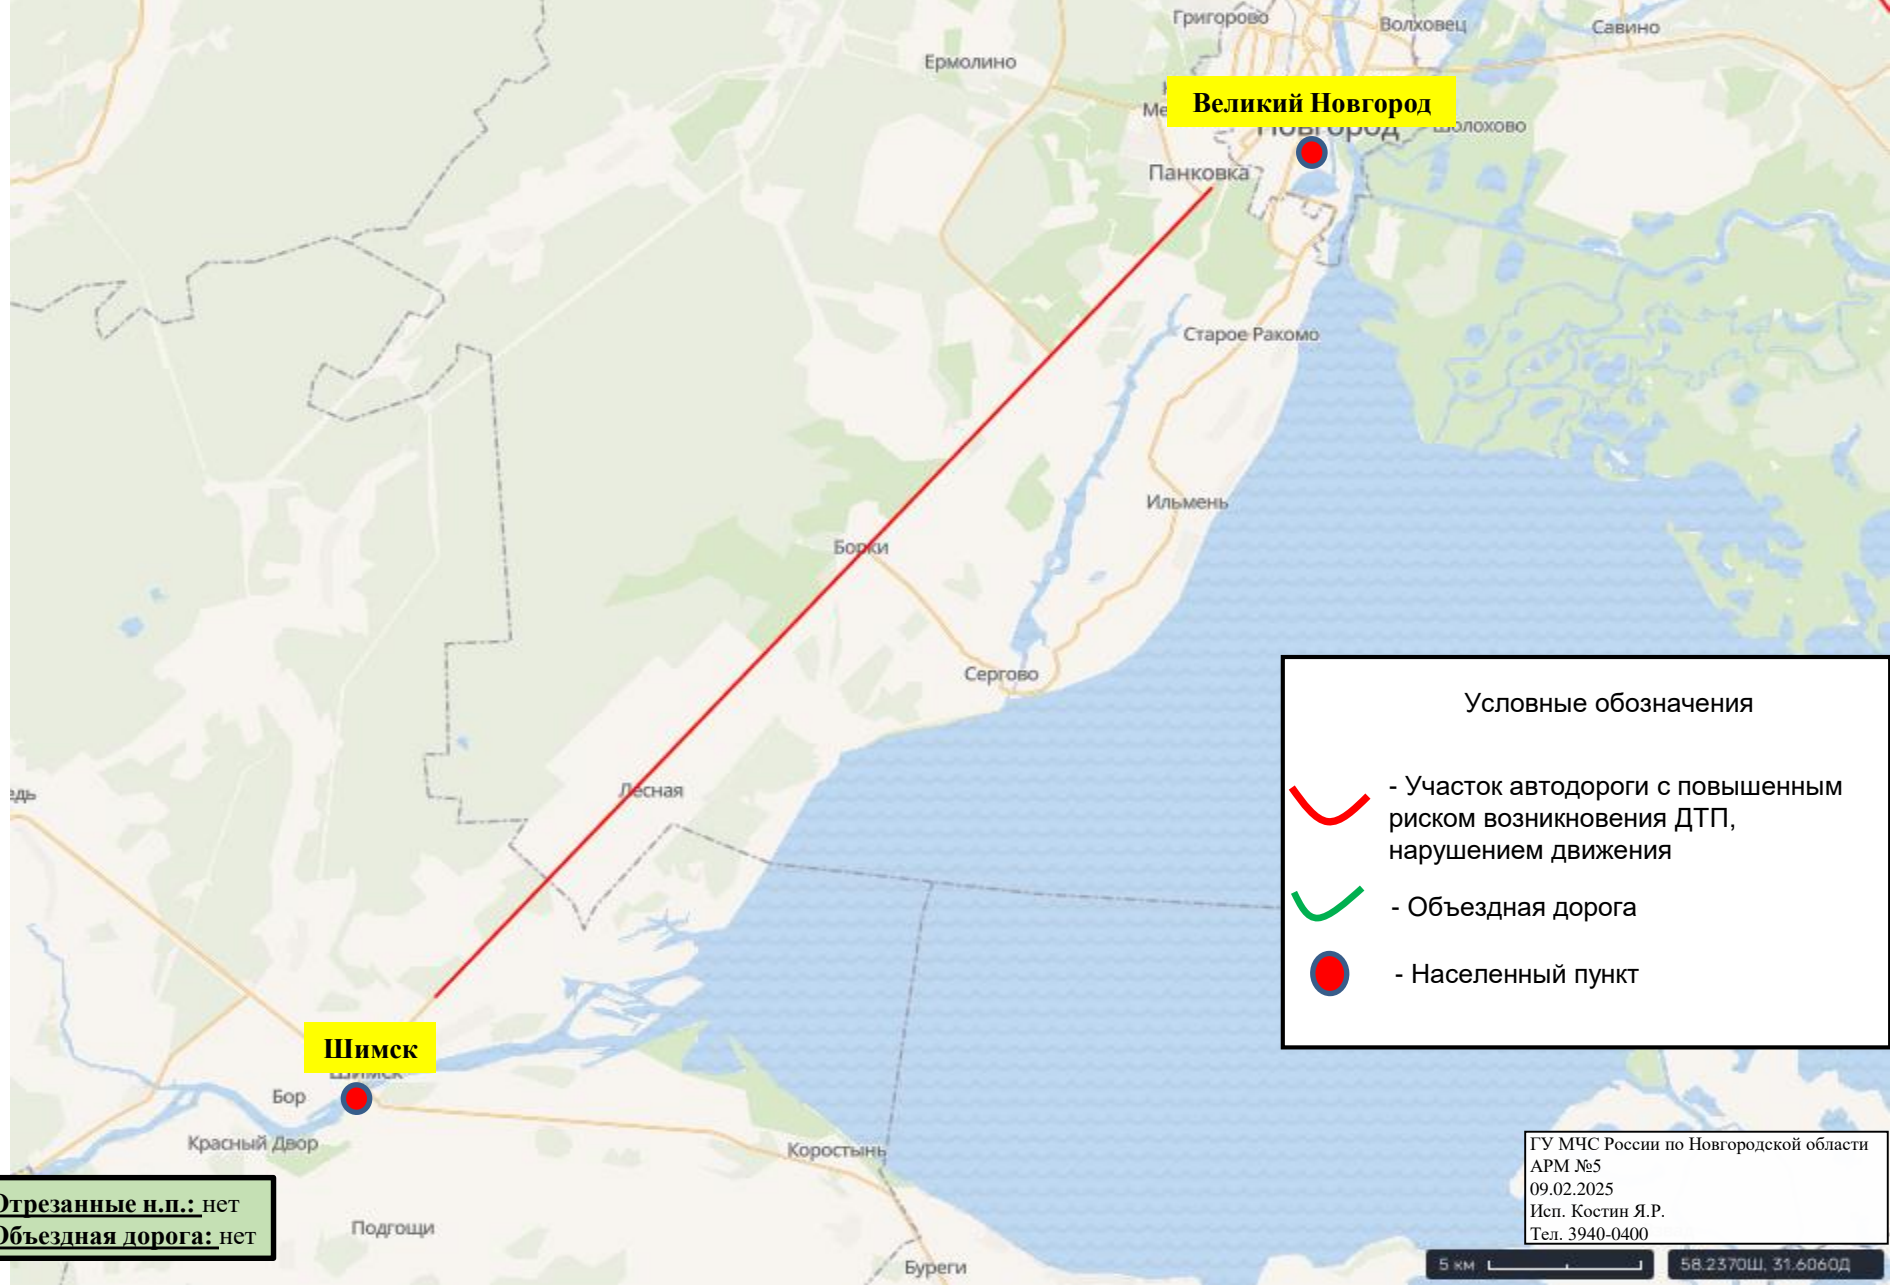 Григорово
Волховец
Савино
Ермолино
Великий Новгород
Новгород
Шолохово
Панковка
Старое Ракомо
Ильмень
Борки
Сергово
Условные обозначения
- Участок автодороги с повышенным
риском возникновения ДТП,
нарушением движения
- Объездная дорога
- Населенный пункт
Лесная
Шимск
Шимск
Бор
Красный Двор
Коростынь
ГУ МЧС России по Новгородской области
АРМ №5
09.02.2025
Исп. Костин Я.Р.
Тел. 3940-0400
Отрезанные н.п.: нет
Объездная дорога: нет
Подгощи
Буреги
5 км
58.2370Ш, 31.6060Д